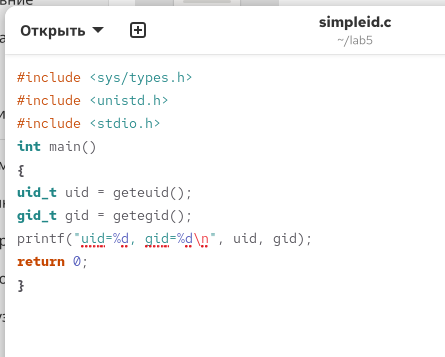 Открыть
simpleid.c
~/lab5
#include <sys/types.h>
#include <unistd.h>
#include <stdio.h>
int main()
{
uid_t uid = geteuid();
gid_t gid = getegid();
printf("uid=%d, gid=%d\n", uid, gid);
return 0;
}